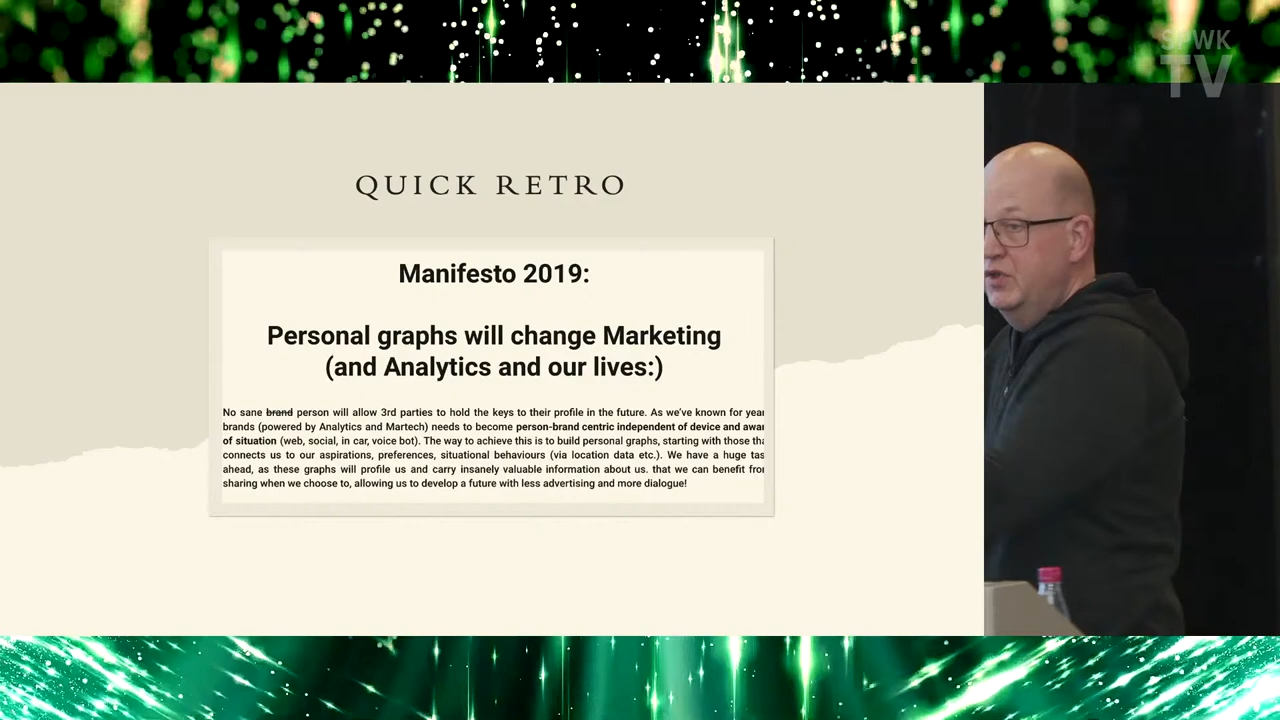 SPWK
TV
QUICK RETRO
Manifesto 2019:
Personal graphs will change Marketing
(and Analytics and our lives:)
No sane brand person will allow 3rd parties to hold the keys to their profile in the future. As we've known for year
brands (powered by Analytics and Martech) needs to become person-brand centric independent of device and awar
of situation (web, social, in car, voice bot). The way to achieve this is to build personal graphs, starting with those tha
connects us to our aspirations, preferences, situational behaviours (via location data etc.). We have a huge tas
ahead, as these graphs will profile us and carry insanely valuable information about us. that we can benefit from
sharing when we choose to, allowing us to develop a future with less advertising and more dialogue!